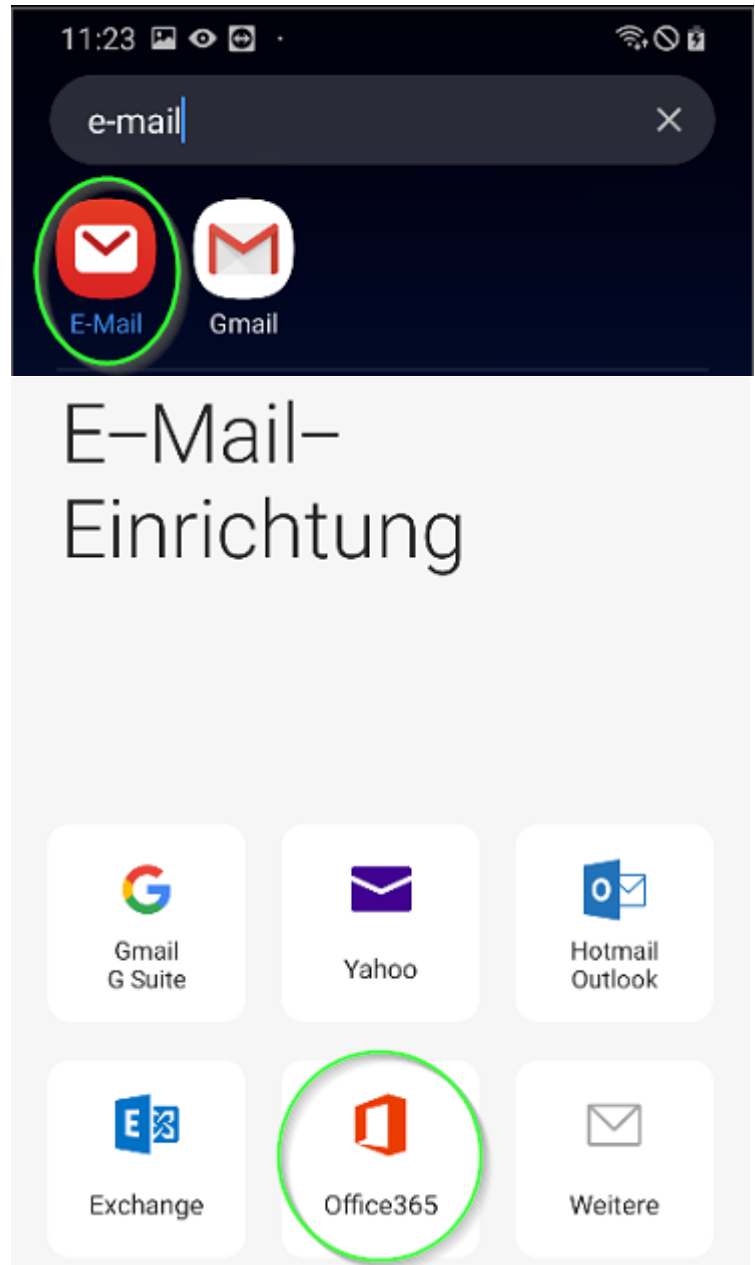 11:23
e-mail
E-Mail Gmail
E-Mail-
Einrichtung
Gmail
G Suite
Yahoo
Hotmail
Outlook
Exchange
Office365
Weitere